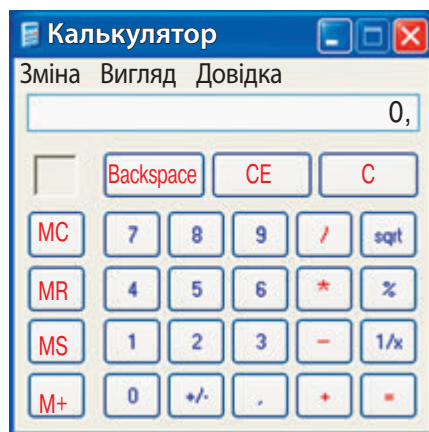 Калькулятор
Зміна Вигляд Довідка
0,
Backspace CE C
MC 7 8 9 / sqrt
MR 4 5 6 * %
MS 1 2 3 - 1/x
M+ 0 +/- , + =